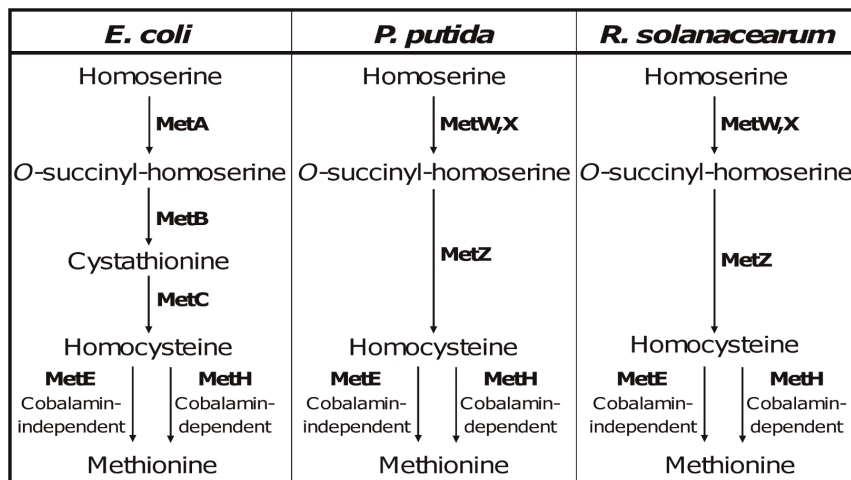 E. coli
Homoserine
MetA
O-succinyl-homoserine
MetB
Cystathionine
MetC
Homocysteine
MetE
Cobalamin-
independent
MetH
Cobalamin-
dependent
Methionine
P. putida
Homoserine
MetW,X
O-succinyl-homoserine
MetZ
Homocysteine
MetE
Cobalamin-
independent
MetH
Cobalamin-
dependent
Methionine
R. solanacearum
Homoserine
MetW,X
O-succinyl-homoserine
MetZ
Homocysteine
MetE
Cobalamin-
independent
MetH
Cobalamin-
dependent
Methionine